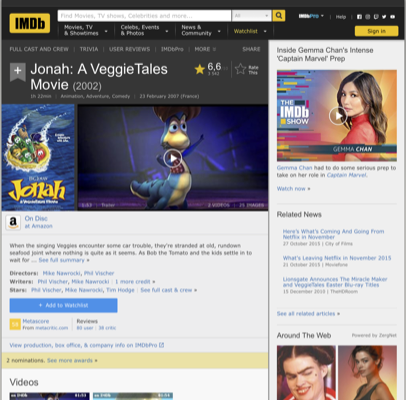 IMDb
Find Movies, TV shows, Celebrities and more...
All
IMDbPro
Help
Movies, TV
& Showtimes
Celebs, Events
& Photos
News &
Community
Watchlist
Sign in
FULL CAST AND CREW | TRIVIA | USER REVIEWS | IMDbPro | MORE
SHARE
Jonah: A VeggieTales
Movie (2002)
6,6
Rate
This
1h 22min | Animation, Adventure, Comedy | 23 February 2007 (France)
Jonah
Trailer
2 VIDEOS | 25 IMAGES
a
On Disc
at Amazon
When the singing Veggies encounter some car trouble, they're stranded at old, rundown
seafood joint where nothing is quite as it seems. As Bob the Tomato and the kids settle in to
wait for ... See full summary »
Directors: Mike Nawrocki, Phil Vischer
Writers: Phil Vischer, Mike Nawrocki | 1 more credit »
Stars: Phil Vischer, Mike Nawrocki, Tim Hodge | See full cast & crew »
+ Add to Watchlist
Metascore
From metacritic.com
Reviews
90 user | 38 critic
View production, box office, & company info on IMDbPro
2 nominations. See more awards »
Videos
Inside Gemma Chan's Intense
'Captain Marvel' Prep
THE
IMDb
SHOW
GEMMA CHAN
Gemma Chan had to do some serious prep to
take on her role in Captain Marvel.
Watch now »
Related News
Here's What's Coming And Going From
Netflix in November
27 October 2015 | City of Films
What's Leaving Netflix in November 2015
21 October 2015 | Moviefone
Lionsgate Announces The Miracle Maker
and VeggieTales Easter Blu-ray Titles
15 December 2010 | TheHDRoom
See all related articles »
Around The Web
Powered by ZergNet